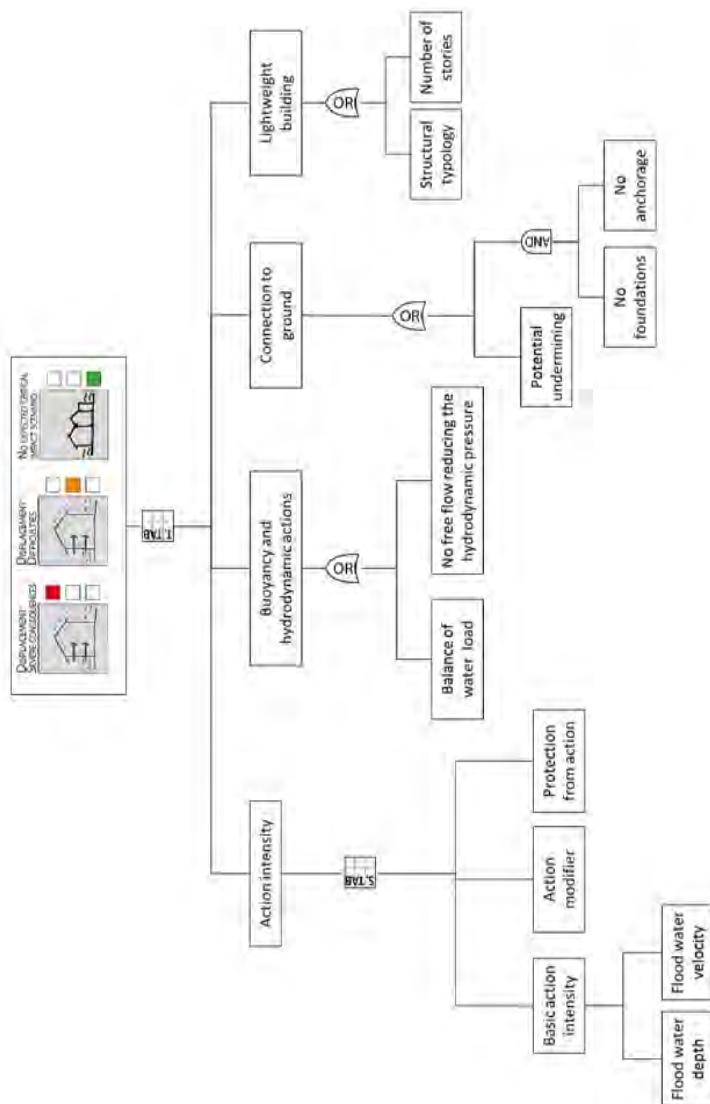 DISPLACEMENT
SEVERE CONSEQUENCES
DISPLACEMENT
DIFFICULTIES
NO EXPECTED CRITICAL
IMPACT SCENARIO
I. TAB
Action intensity
Buoyancy and
hydrodynamic actions
Connection to
ground
Lightweight
building
S. TAB
OR
OR
OR
Basic action
intensity
Action
modifier
Protection
from action
Balance of
water load
No free flow reducing the
hydrodynamic pressure
Potential
undermining
AND
Structural
typology
Number of
stories
Flood water
depth
Flood water
velocity
No
foundations
No
anchorage